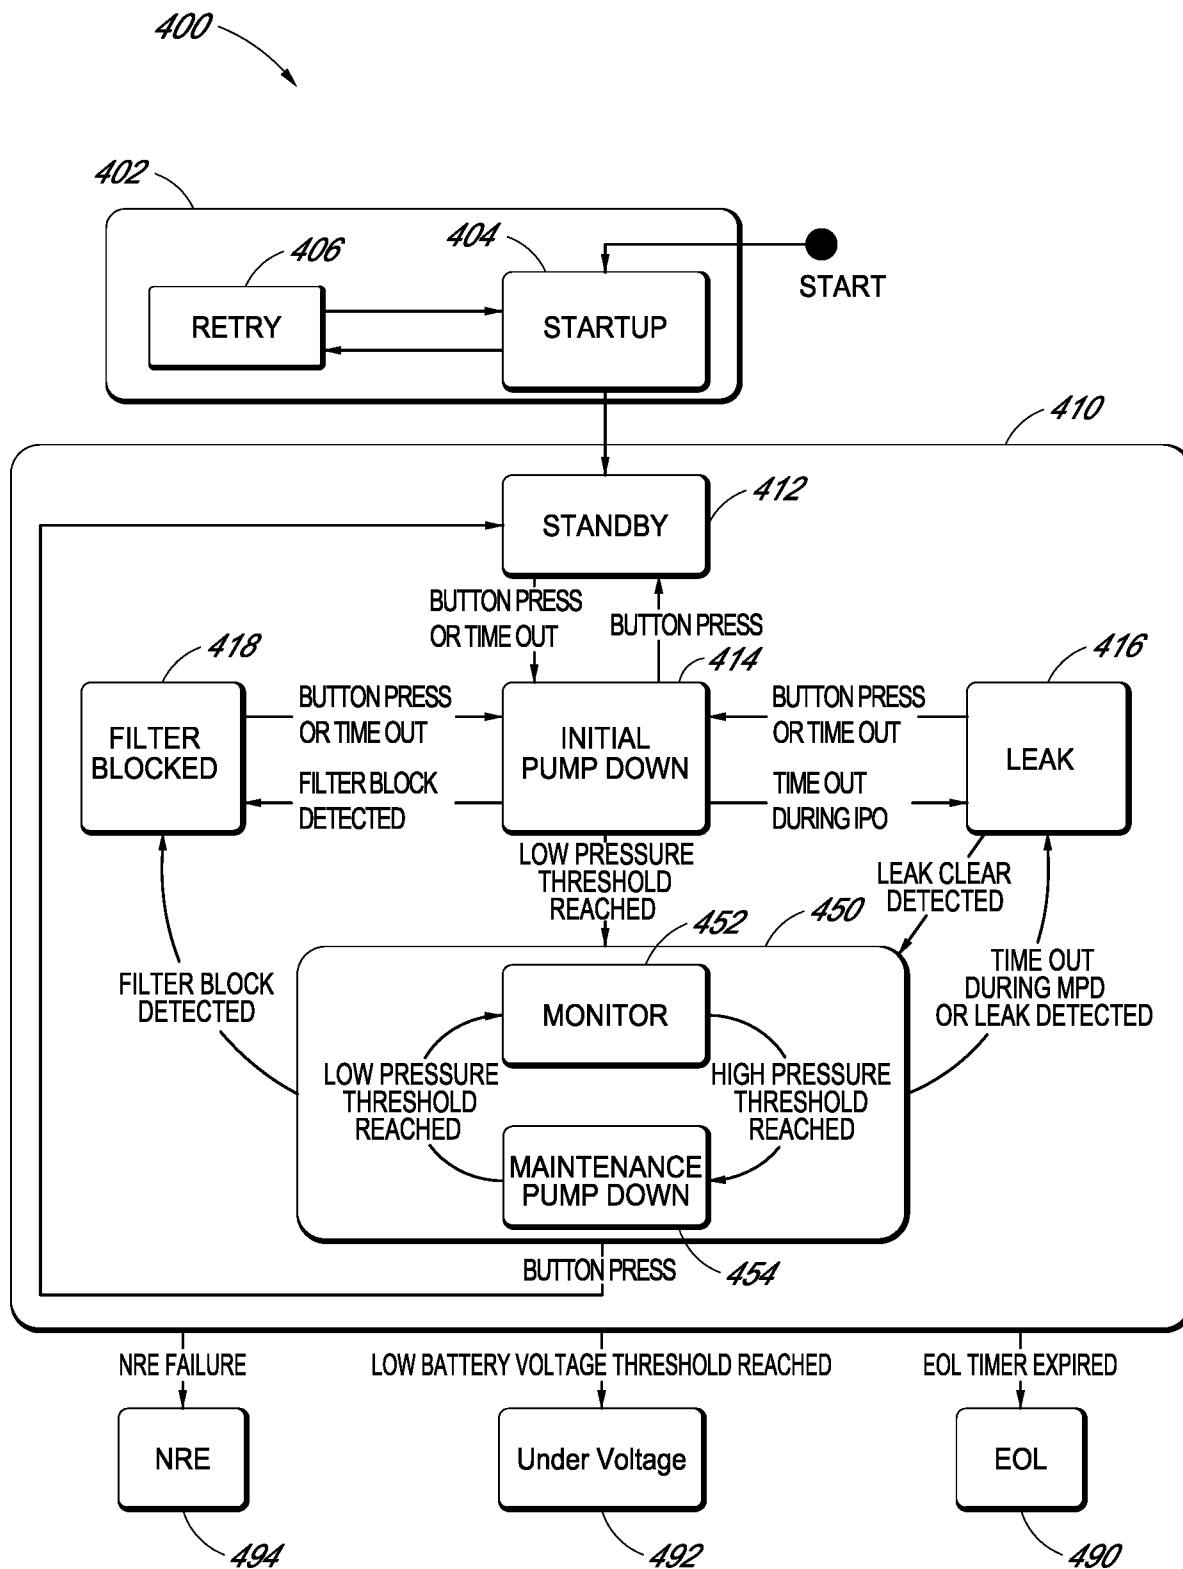 400
402
406
404
START
RETRY
STARTUP
410
STANDBY
412
BUTTON PRESS
OR TIME OUT
BUTTON PRESS
418
414
416
FILTER
BLOCKED
BUTTON PRESS
OR TIME OUT
INITIAL
PUMP DOWN
BUTTON PRESS
OR TIME OUT
LEAK
FILTER BLOCK
DETECTED
TIME OUT
DURING IPO
LOW PRESSURE
THRESHOLD
REACHED
LEAK CLEAR
DETECTED
452
450
FILTER BLOCK
DETECTED
MONITOR
TIME OUT
DURING MPD
OR LEAK DETECTED
LOW PRESSURE
THRESHOLD
REACHED
HIGH PRESSURE
THRESHOLD
REACHED
MAINTENANCE
PUMP DOWN
BUTTON PRESS
454
NRE FAILURE
LOW BATTERY VOLTAGE THRESHOLD REACHED
EOL TIMER EXPIRED
NRE
Under Voltage
EOL
494
492
490